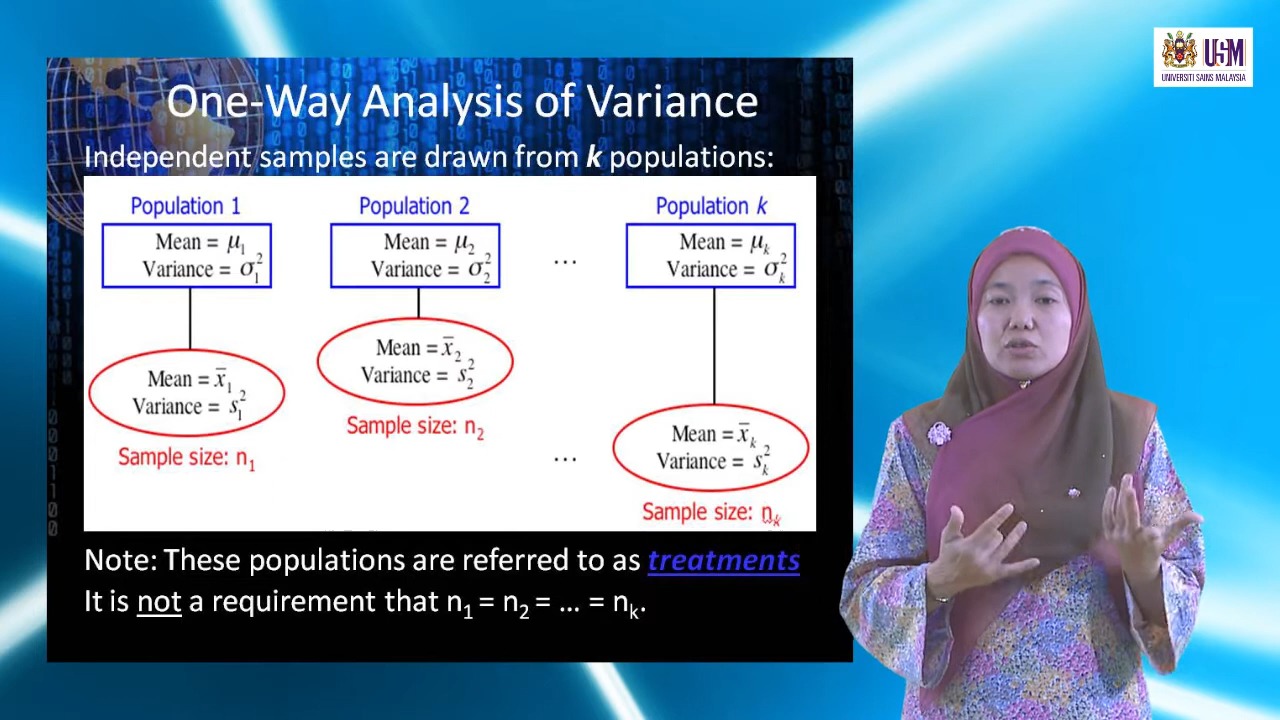 USM
UNIVERSITI SAINS MALAYSIA
One-Way Analysis of Variance
Independent samples are drawn from k populations:
Population 1
Mean = μ₁
Variance = σ₁²
Mean = x̄₁
Variance = s₁²
Sample size: n₁
Population 2
Mean = μ₂
Variance = σ₂²
Mean = x̄₂
Variance = s₂²
Sample size: n₂
...
...
Population k
Mean = μₖ
Variance = σₖ²
Mean = x̄ₖ
Variance = sₖ²
Sample size: nₖ
Note: These populations are referred to as treatments
It is not a requirement that n₁ = n₂ = ... = nₖ.